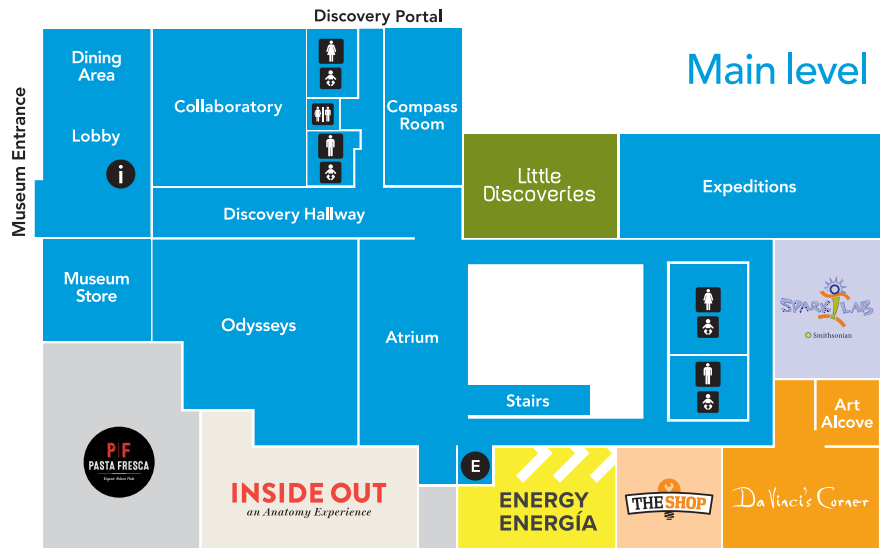 Discovery Portal
Main level
Museum Entrance
Dining
Area
Lobby
i
Collaboratory
Compass
Room
Little
Discoveries
Expeditions
Discovery Hallway
Museum
Store
Odysseys
Atrium
Stairs
SPARK!LAB
Smithsonian
Art
Alcove
P|F
PASTA FRESCA
INSIDE OUT
an Anatomy Experience
E
ENERGY
ENERGÍA
THE SHOP
Da Vinci's Corner